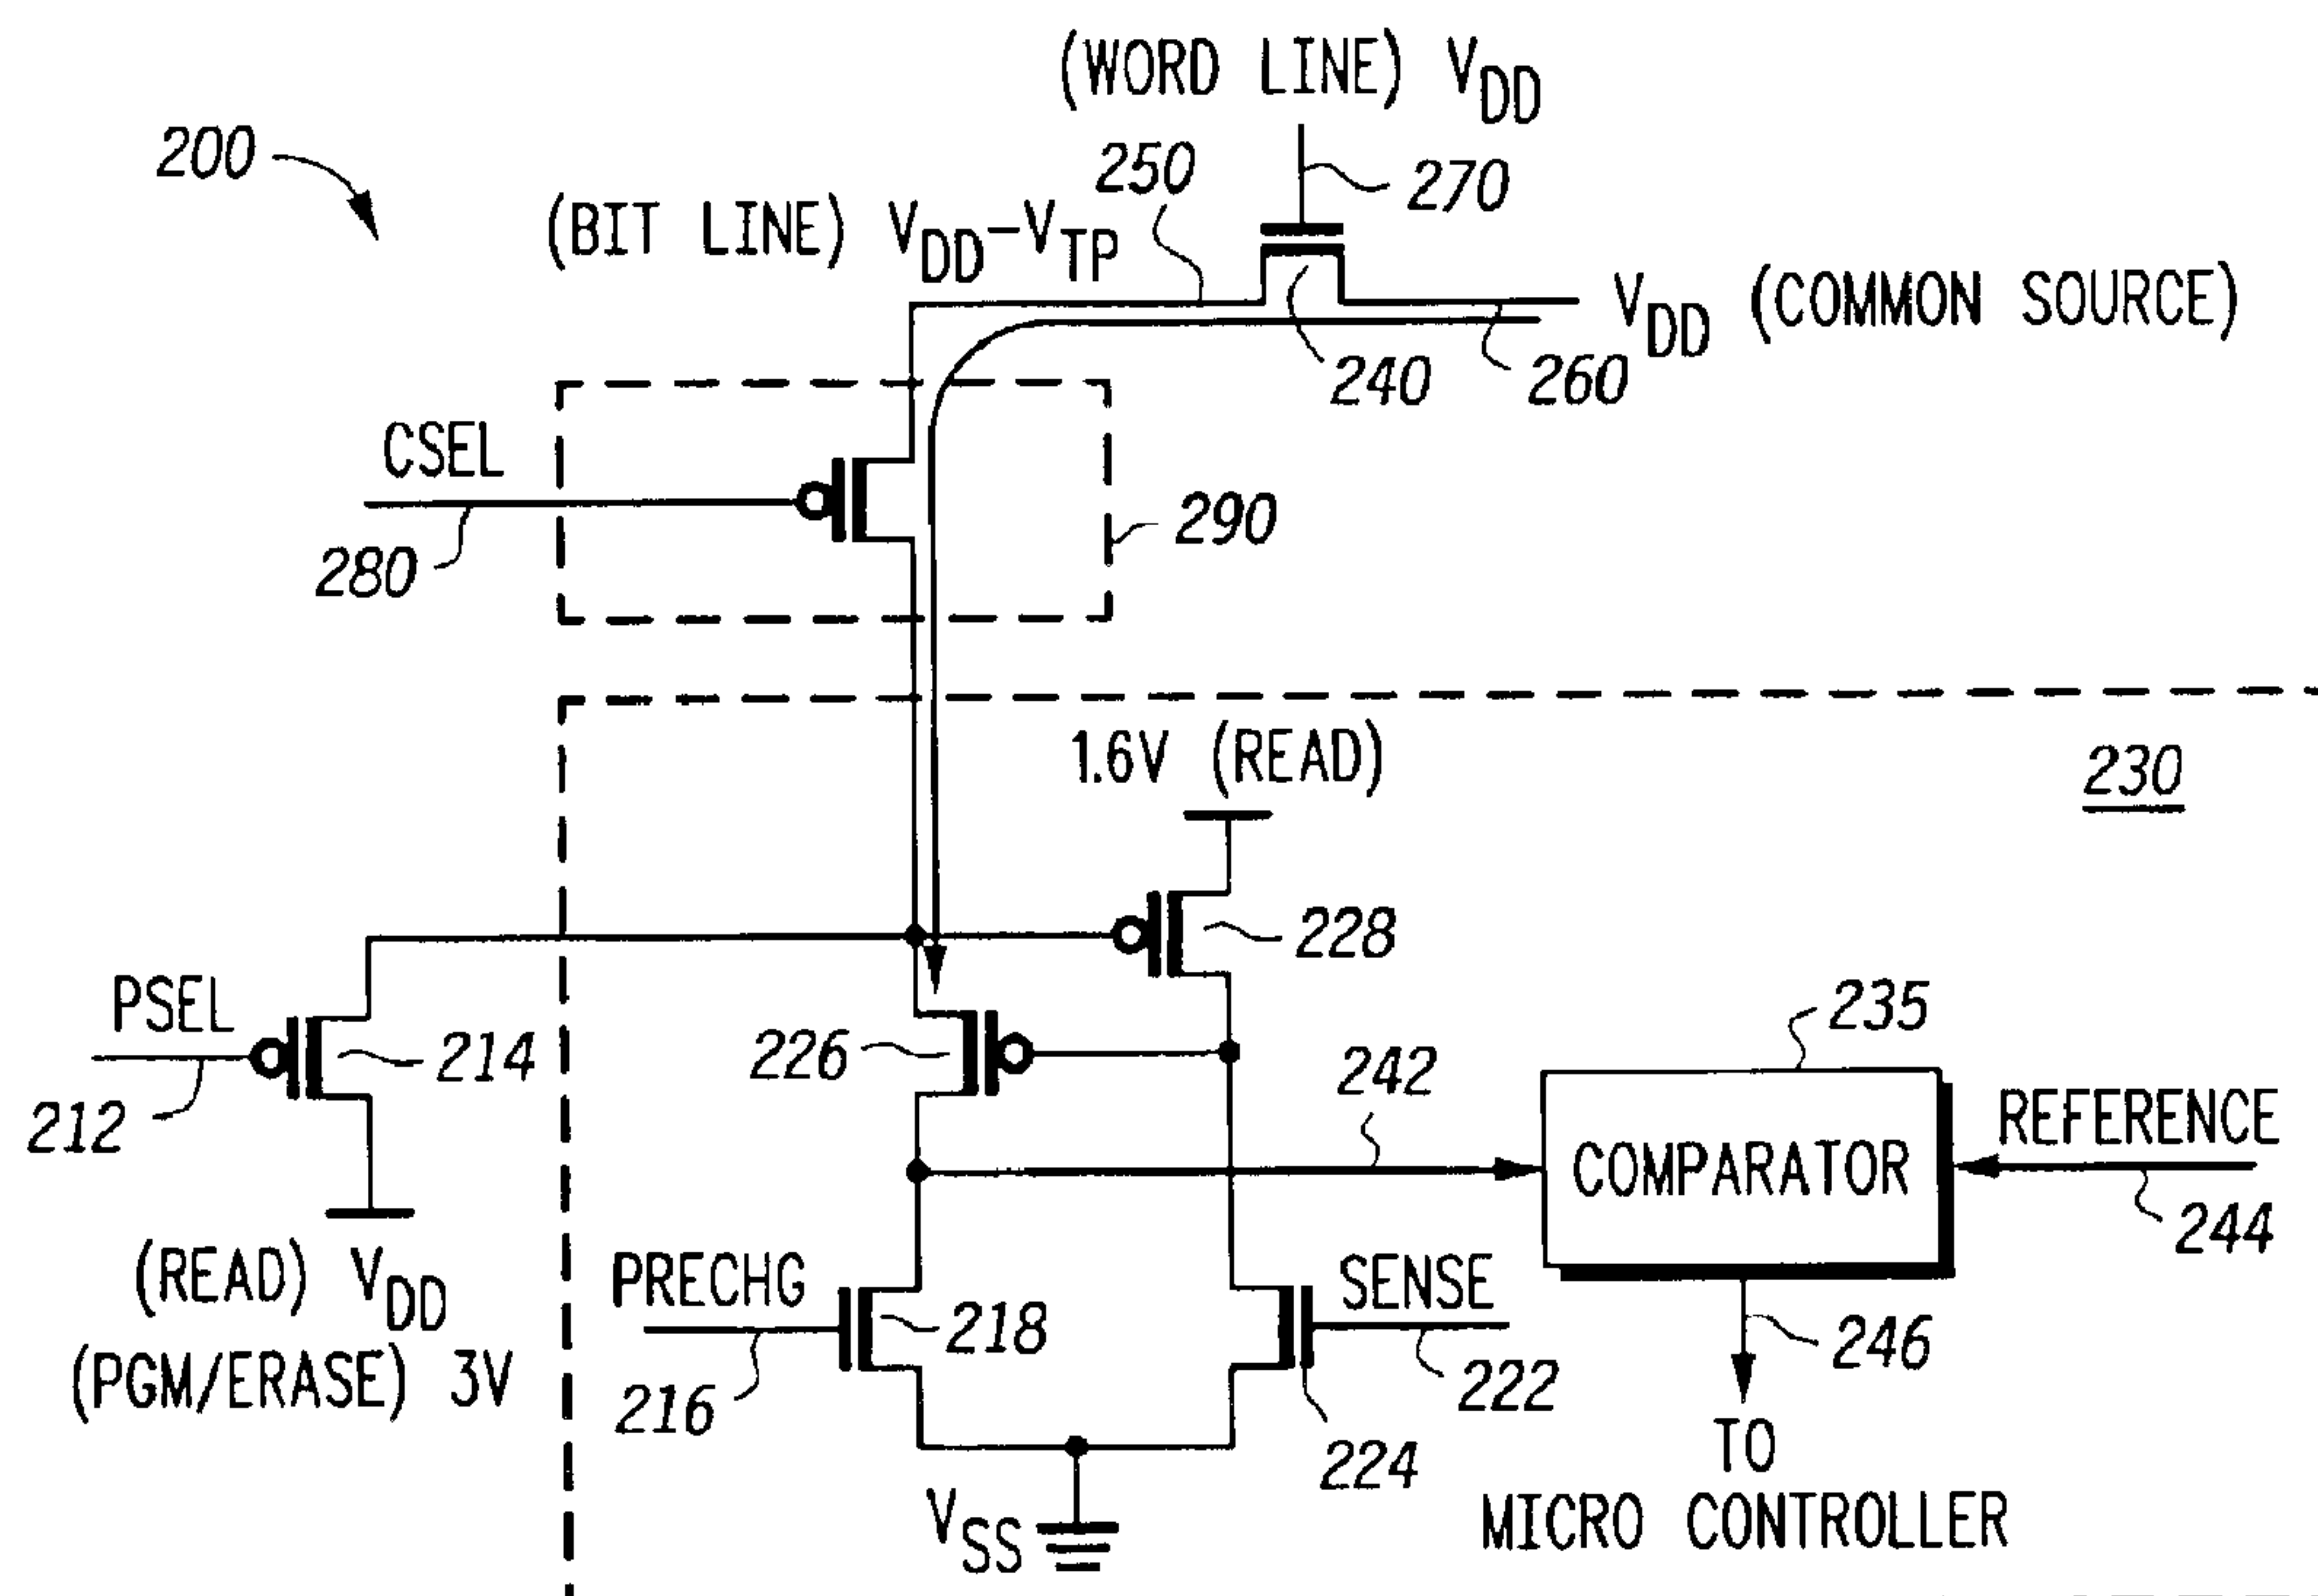 (WORD LINE) VDD
200
250
270
(BIT LINE) VDD-VTP
VDD (COMMON SOURCE)
240
260
CSEL
290
280
1.6V (READ)
230
228
PSEL
214
226
242
235
212
COMPARATOR
REFERENCE
244
(READ) VDD
PRECHG
218
SENSE
246
(PGM/ERASE) 3V
216
222
224
TO
MICRO CONTROLLER
VSS